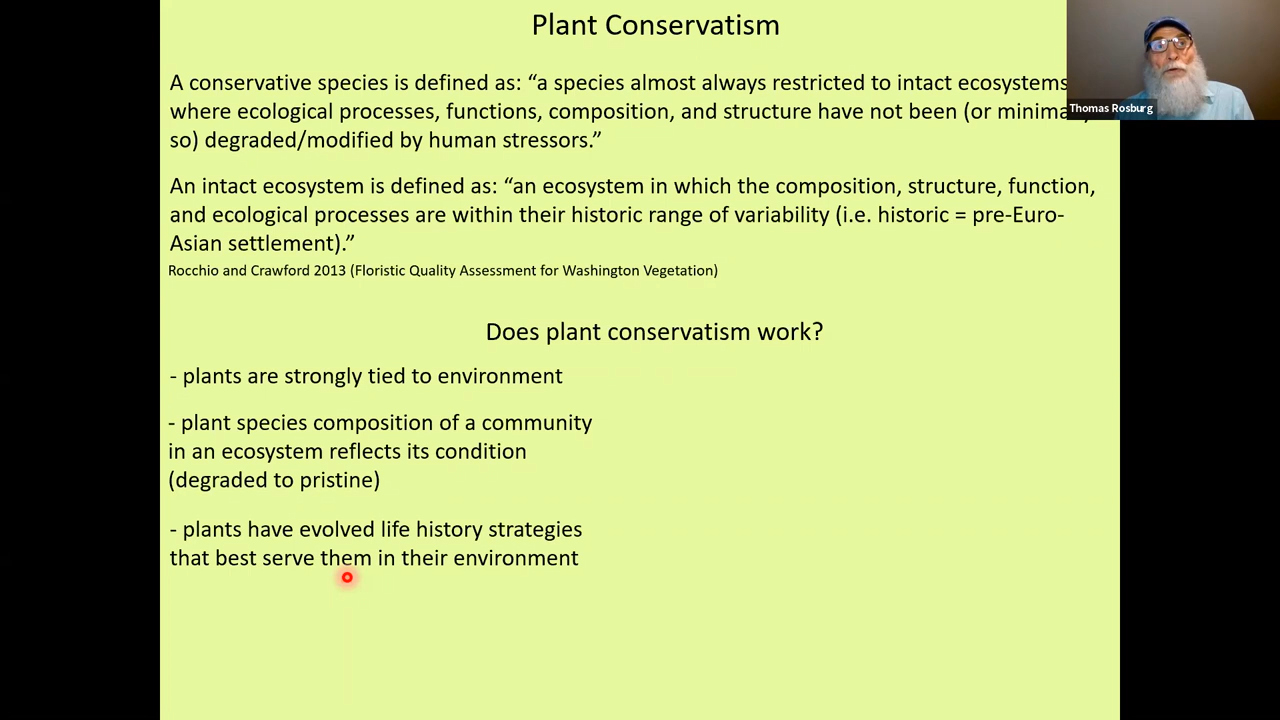 Plant Conservatism
A conservative species is defined as: “a species almost always restricted to intact ecosystems
where ecological processes, functions, composition, and structure have not been (or
so) degraded/modified by human stressors.”
An intact ecosystem is defined as: “an ecosystem in which the composition, structure, function,
and ecological processes are within their historic range of variability (i.e. historic = pre-Euro-
Asian settlement).”
Rocchio and Crawford 2013 (Floristic Quality Assessment for Washington Vegetation)
Does plant conservatism work?
- plants are strongly tied to environment
- plant species composition of a community
in an ecosystem reflects its condition
(degraded to pristine)
- plants have evolved life history strategies
that best serve them in their environment
Thomas Rosburg